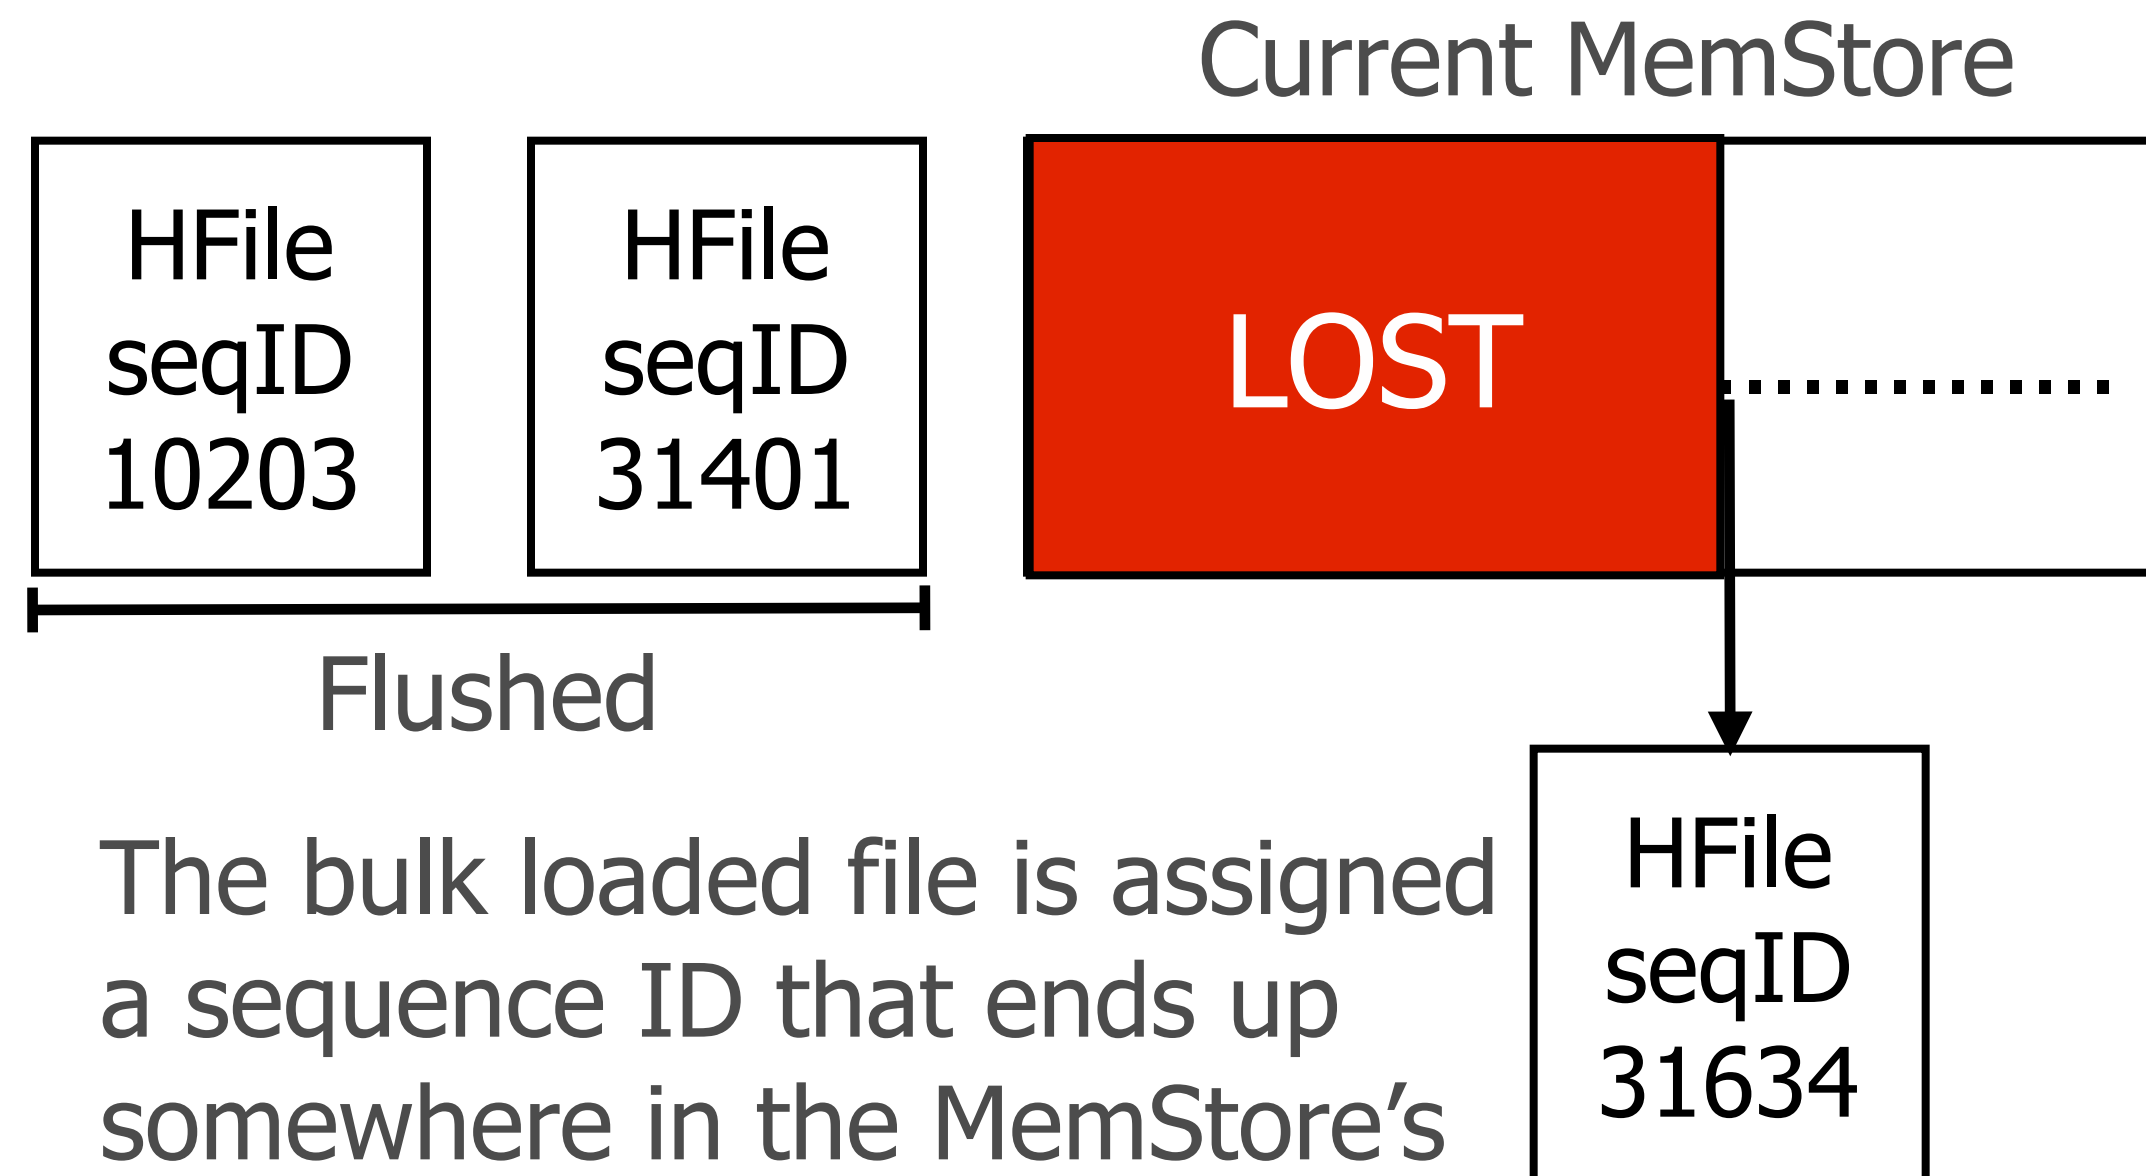 Current MemStore
HFile
seqID
10203
HFile
seqID
31401
LOST
Flushed
The bulk loaded file is assigned
a sequence ID that ends up
somewhere in the MemStore’s
HFile
seqID
31634